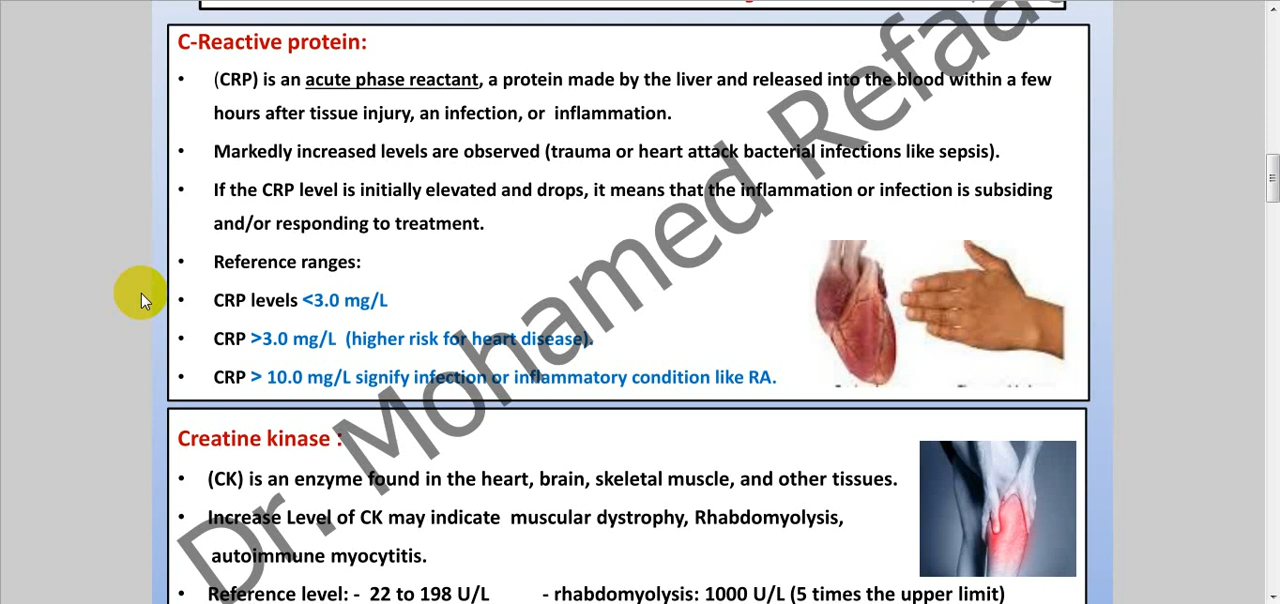 C-Reactive protein:
• (CRP) is an acute phase reactant, a protein made by the liver and released into the blood within a few
hours after tissue injury, an infection, or inflammation.
• Markedly increased levels are observed (trauma or heart attack bacterial infections like sepsis).
• If the CRP level is initially elevated and drops, it means that the inflammation or infection is subsiding
and/or responding to treatment.
• Reference ranges:
• CRP levels <3.0 mg/L
• CRP >3.0 mg/L (higher risk for heart disease).
• CRP > 10.0 mg/L signify infection or inflammatory condition like RA.
Creatine kinase :
• (CK) is an enzyme found in the heart, brain, skeletal muscle, and other tissues.
• Increase Level of CK may indicate muscular dystrophy, Rhabdomyolysis,
autoimmune myocytitis.
• Reference level: - 22 to 198 U/L - rhabdomyolysis: 1000 U/L (5 times the upper limit)
Dr. Mohamed Refaat